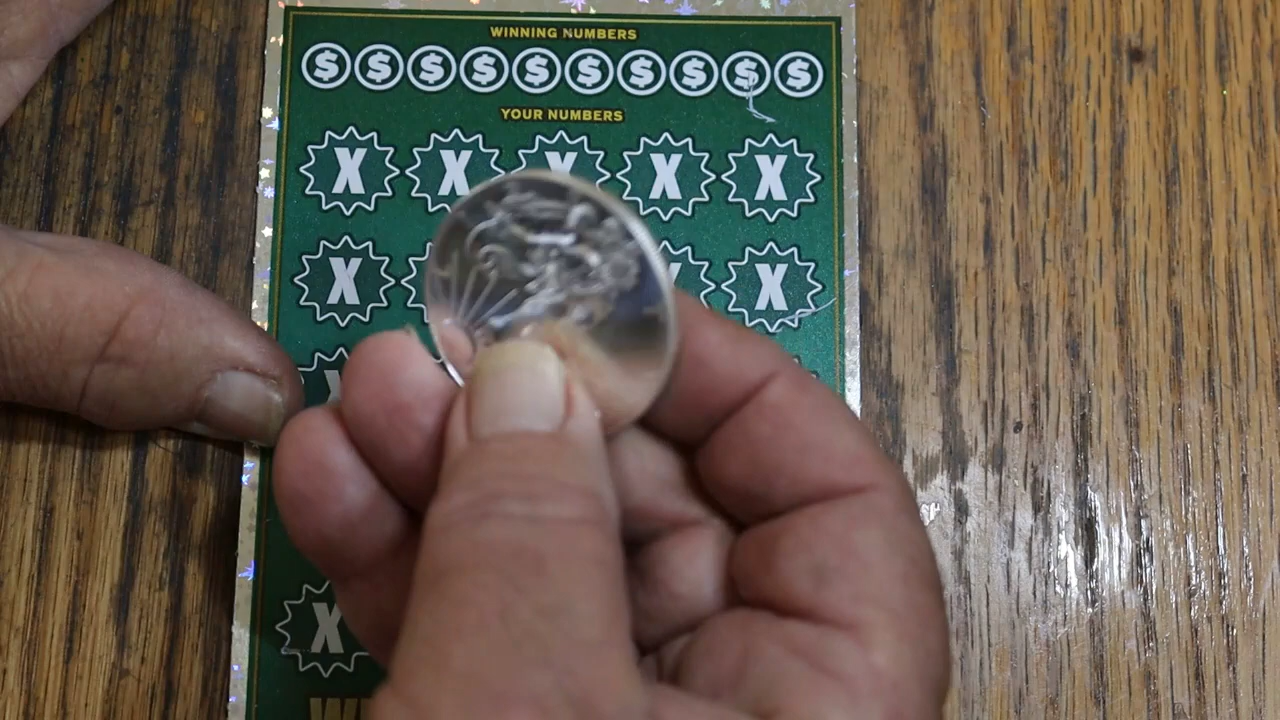 WINNING NUMBERS
$ $ $ $ $ $ $ $ $ $
YOUR NUMBERS
X X X X X
X X X
X
X
W